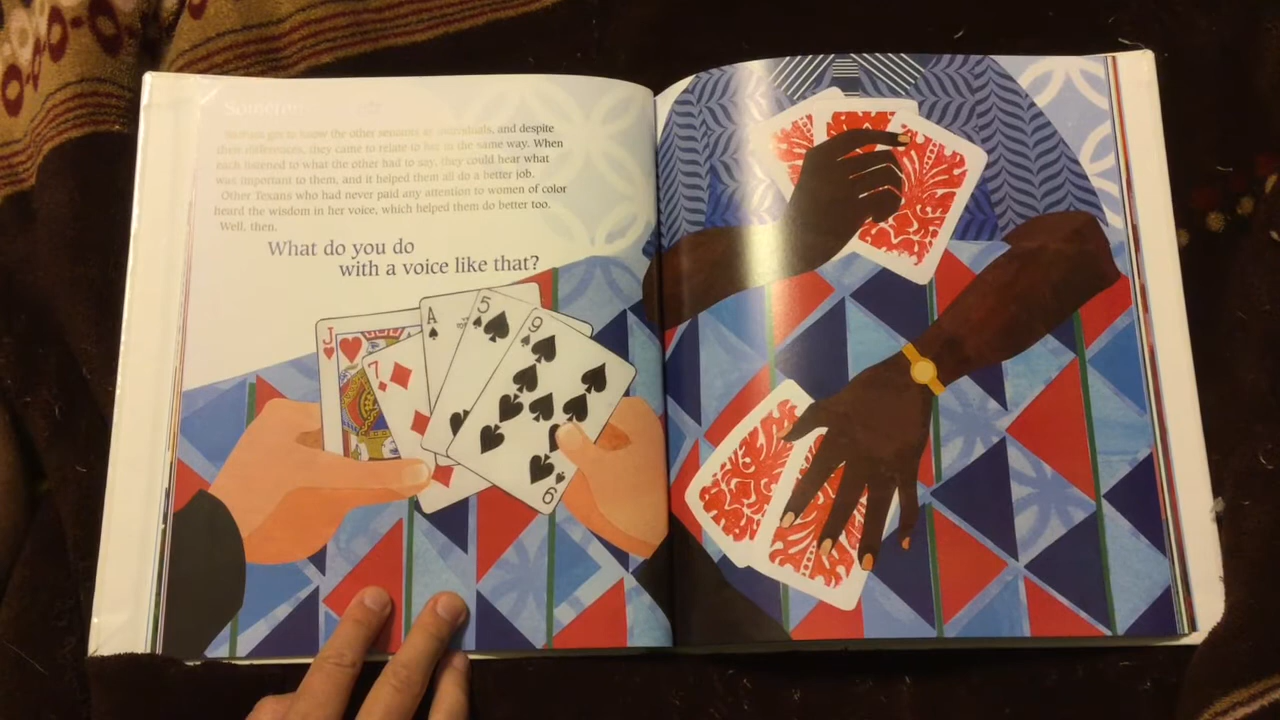 Barbara got to know the other senators as individuals, and despite
their differences, they came to relate to her in the same way. When
each listened to what the other had to say, they could hear what
was important to them, and it helped them all do a better job.
Other Texans who had never paid any attention to women of color
heard the wisdom in her voice, which helped them do better too.
Well, then.
What do you do
with a voice like that?
J
7
A
5
9
9